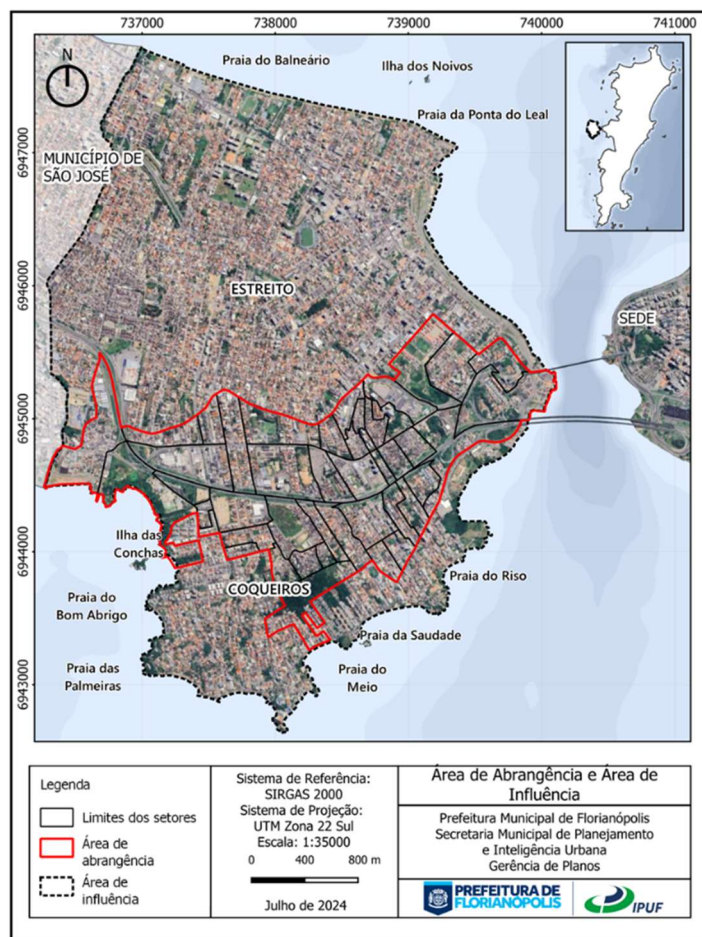 737000
738000
739000
740000
741000
N
Praia do Balneário
Ilha dos Noivos
Praia da Ponta do Leal
6947000
MUNICÍPIO DE
SÃO JOSÉ
6946000
ESTREITO
SEDE
6945000
6944000
Ilha das
Conchas
COQUEIROS
Praia do Riso
Praia do
Bom Abrigo
Praia da Saudade
Praia das
Palmeiras
Praia do
Meio
6943000
Legenda
Limites dos setores
Área de
abrangência
Área de
influência
Sistema de Referência:
SIRGAS 2000
Sistema de Projeção:
UTM Zona 22 Sul
Escala: 1:35000
0 400 800 m
Julho de 2024
Área de Abrangência e Área de
Influência
Prefeitura Municipal de Florianópolis
Secretaria Municipal de Planejamento
e Inteligência Urbana
Gerência de Planos
PREFEITURA DE
FLORIANÓPOLIS
IPUF